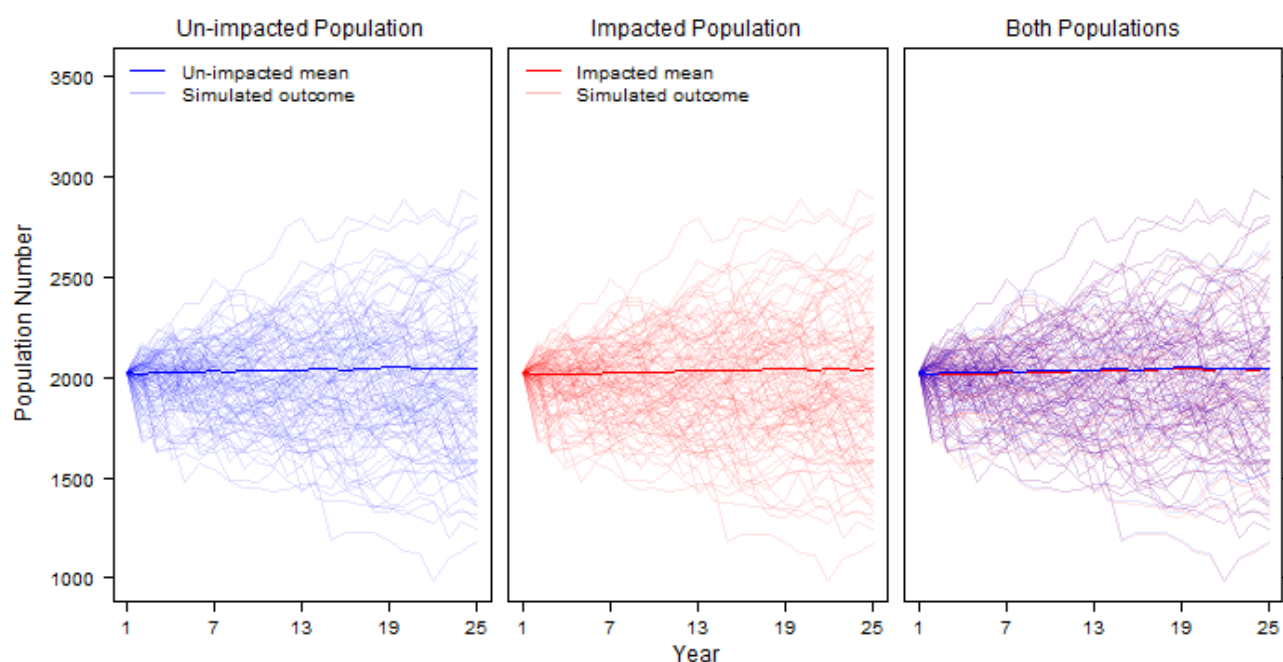 Un-impacted Population
Impacted Population
Both Populations
Un-impacted mean
Simulated outcome
Impacted mean
Simulated outcome
Population Number
3500
3000
2500
2000
1500
1000
1 7 13 19 25
1 7 13 19 25
1 7 13 19 25
Year